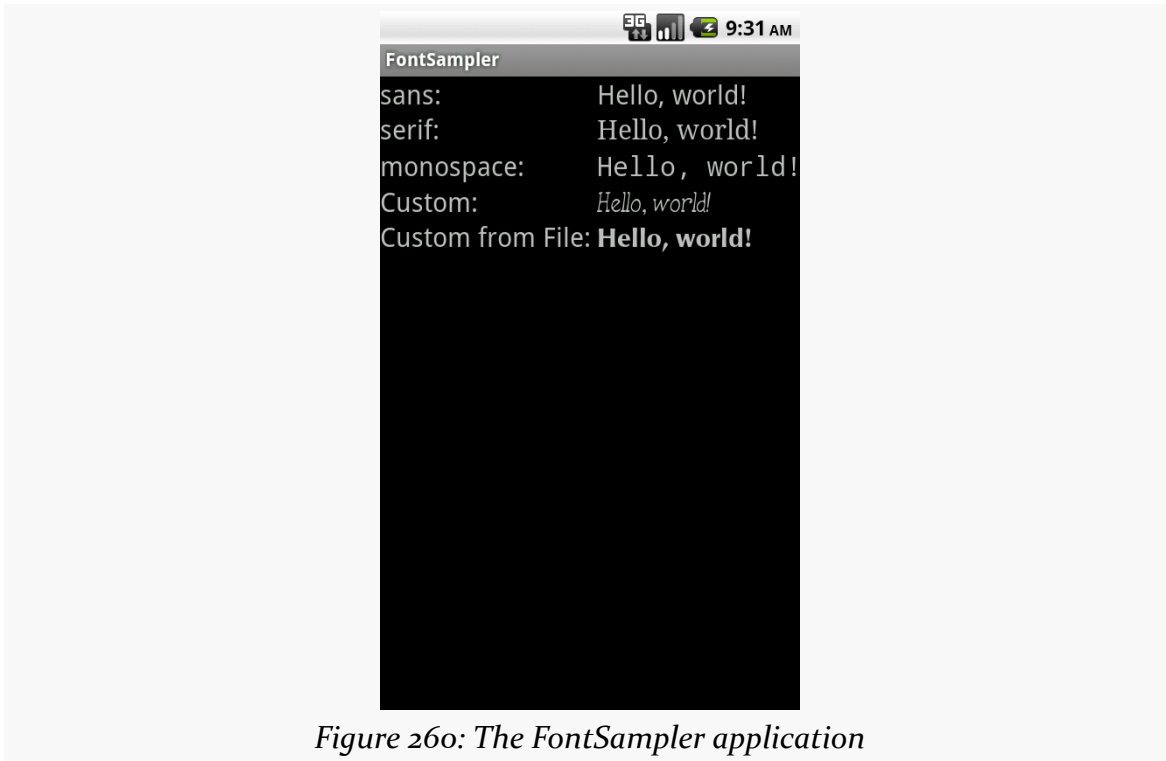 3G
9:31 AM
FontSampler
sans: Hello, world!
serif: Hello, world!
monospace: Hello, world!
Custom: Hello, world!
Custom from File: Hello, world!
Figure 260: The FontSampler application